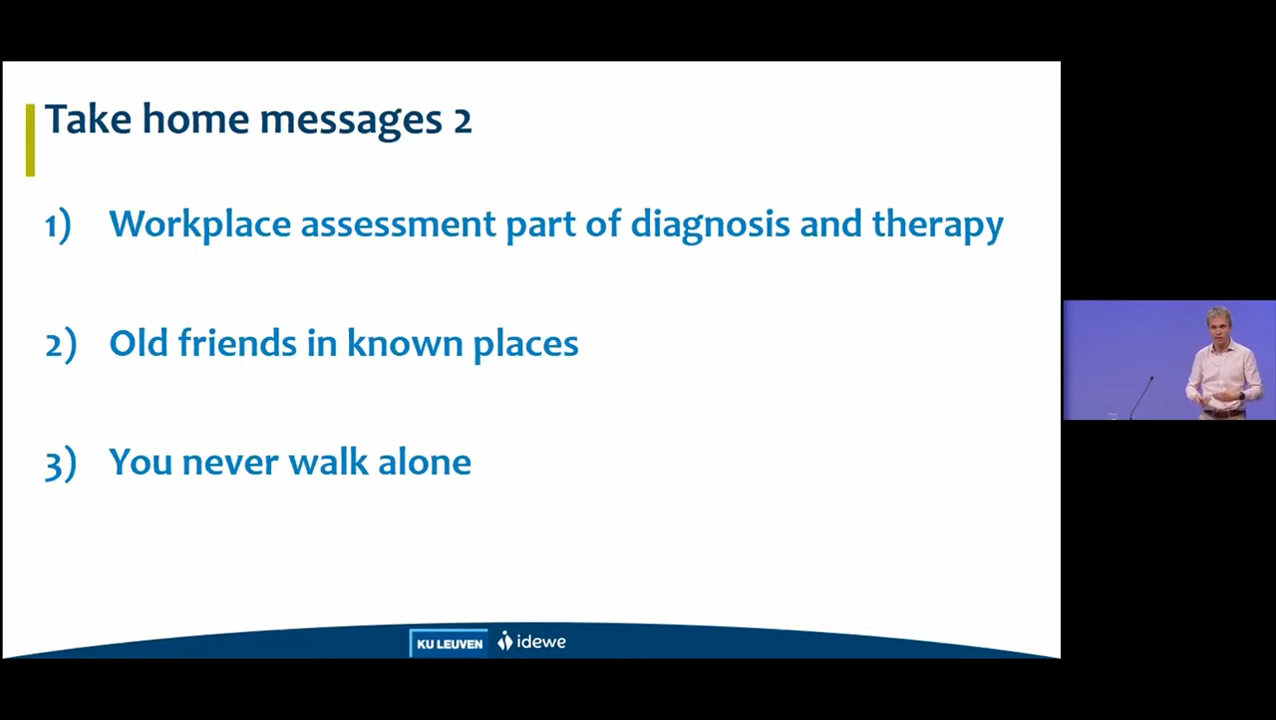 Take home messages 2
1) Workplace assessment part of diagnosis and therapy
2) Old friends in known places
3) You never walk alone
KU LEUVEN idewe